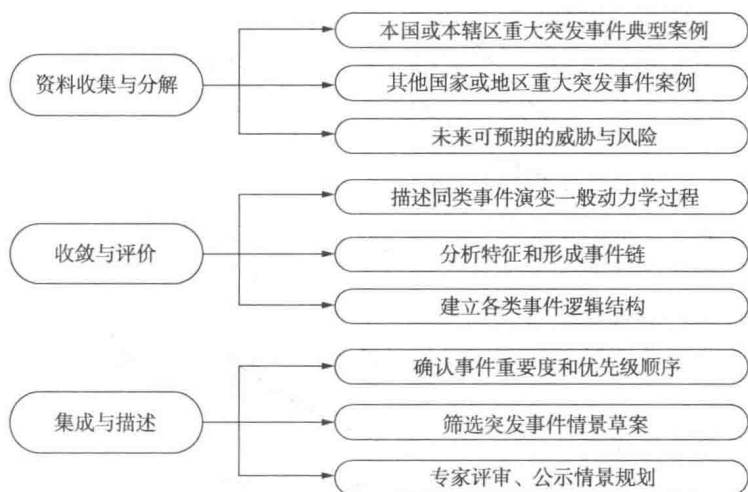 资料收集与分解
本国或本辖区重大突发事件典型案例
其他国家或地区重大突发事件案例
未来可预期的威胁与风险
收敛与评价
描述同类事件演变一般动力学过程
分析特征和形成事件链
建立各类事件逻辑结构
集成与描述
确认事件重要度和优先级顺序
筛选突发事件情景草案
专家评审、公示情景规划